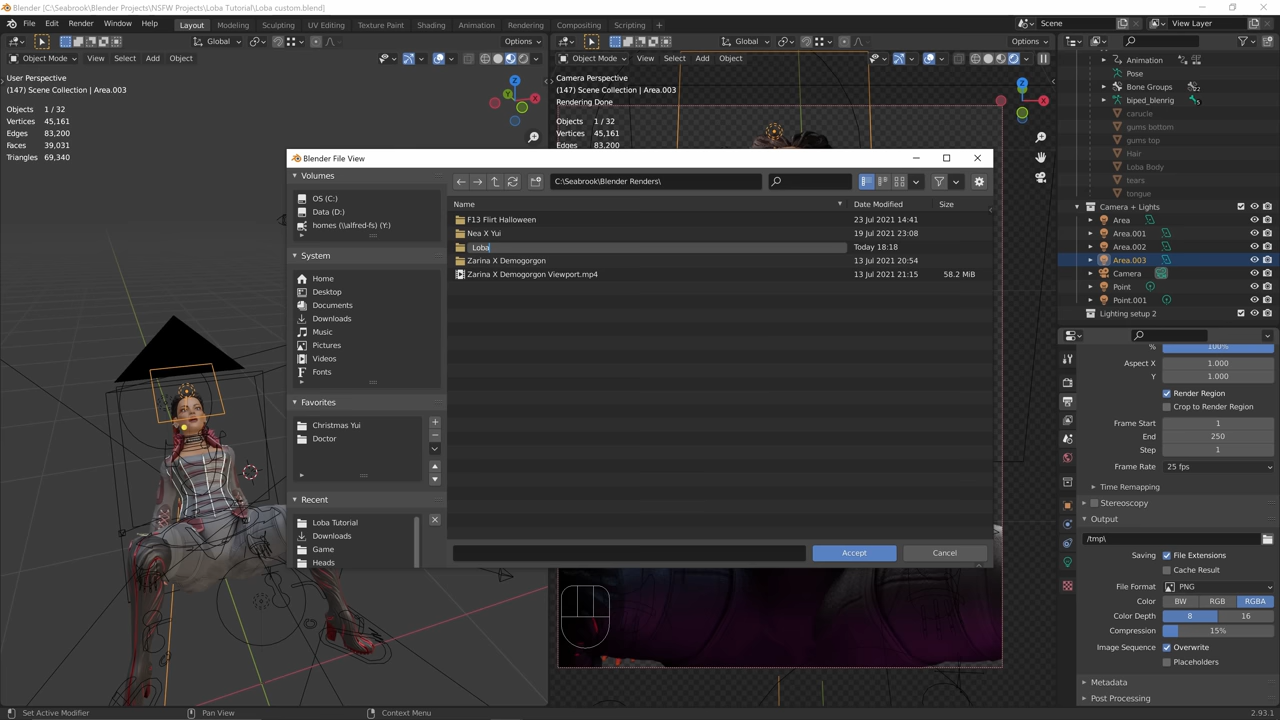 Blender [C:\Seabrook\Blender Projects\NSFW Projects\Loba Tutorial\Loba custom.blend]
File Edit Render Window Help Layout Modeling Sculpting UV Editing Texture Paint Shading Animation Rendering Compositing Scripting + Scene View Layer
Global Options Global Options
Object Mode View Select Add Object Object Mode View Select Add Object
User Perspective
(147) Scene Collection | Area.003
Objects 1 / 32
Vertices 45,161
Edges 83,200
Faces 39,031
Triangles 69,340
Camera Perspective
(147) Scene Collection | Area.003
Rendering Done
Objects 1 / 32
Vertices 45,161
Edges 83,200
Blender File View
Volumes
OS (C:)
Data (D:)
homes (\\alfred-fs) (Y:)
System
Home
Desktop
Documents
Downloads
Music
Pictures
Videos
Fonts
Favorites
Christmas Yui
Doctor
Recent
Loba Tutorial
Downloads
Game
Heads
C:\Seabrook\Blender Renders\
Name Date Modified Size
F13 Flirt Halloween 23 Jul 2021 14:41
Nea X Yui 19 Jul 2021 23:08
Loba Today 18:18
Zarina X Demogorgon 13 Jul 2021 20:54
Zarina X Demogorgon Viewport.mp4 13 Jul 2021 21:15 58.2 MiB
Accept Cancel
Animation
Pose
Bone Groups
biped_blenrig
carucle
gums bottom
gums top
Hair
Loba Body
tears
tongue
Camera + Lights
Area
Area.001
Area.002
Area.003
Camera
Point
Point.001
Lighting setup 2
% 100%
Aspect X 1.000
Y 1.000
Render Region
Crop to Render Region
Frame Start 1
End 250
Step 1
Frame Rate 25 fps
Time Remapping
Stereoscopy
Output
/tmp\
Saving File Extensions
Cache Result
File Format PNG
Color BW RGB RGBA
Color Depth 8 16
Compression 15%
Image Sequence Overwrite
Placeholders
Metadata
Post Processing
Set Active Modifier Pan View Context Menu 2.93.1